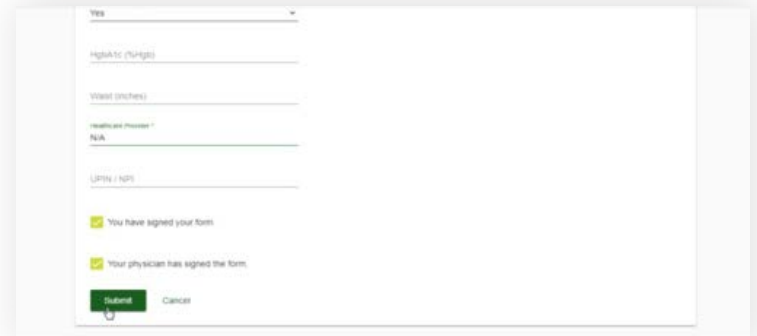 Yes
HgbA1c (%Hgb)
Waist (inches)
Healthcare Provider *
N/A
UPIN / NPI
You have signed your form
Your physician has signed the form.
Submit
Cancel